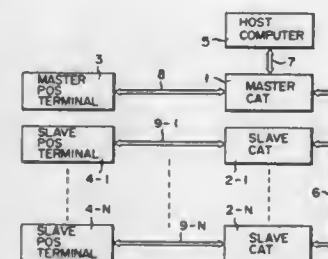 HOST
COMPUTER
5
7
3
8
1
MASTER
POS
TERMINAL
MASTER
CAT
9-1
SLAVE
POS
TERMINAL
SLAVE
CAT
4-1
2-1
6
4-N
9-N
2-N
SLAVE
POS
TERMINAL
SLAVE
CAT